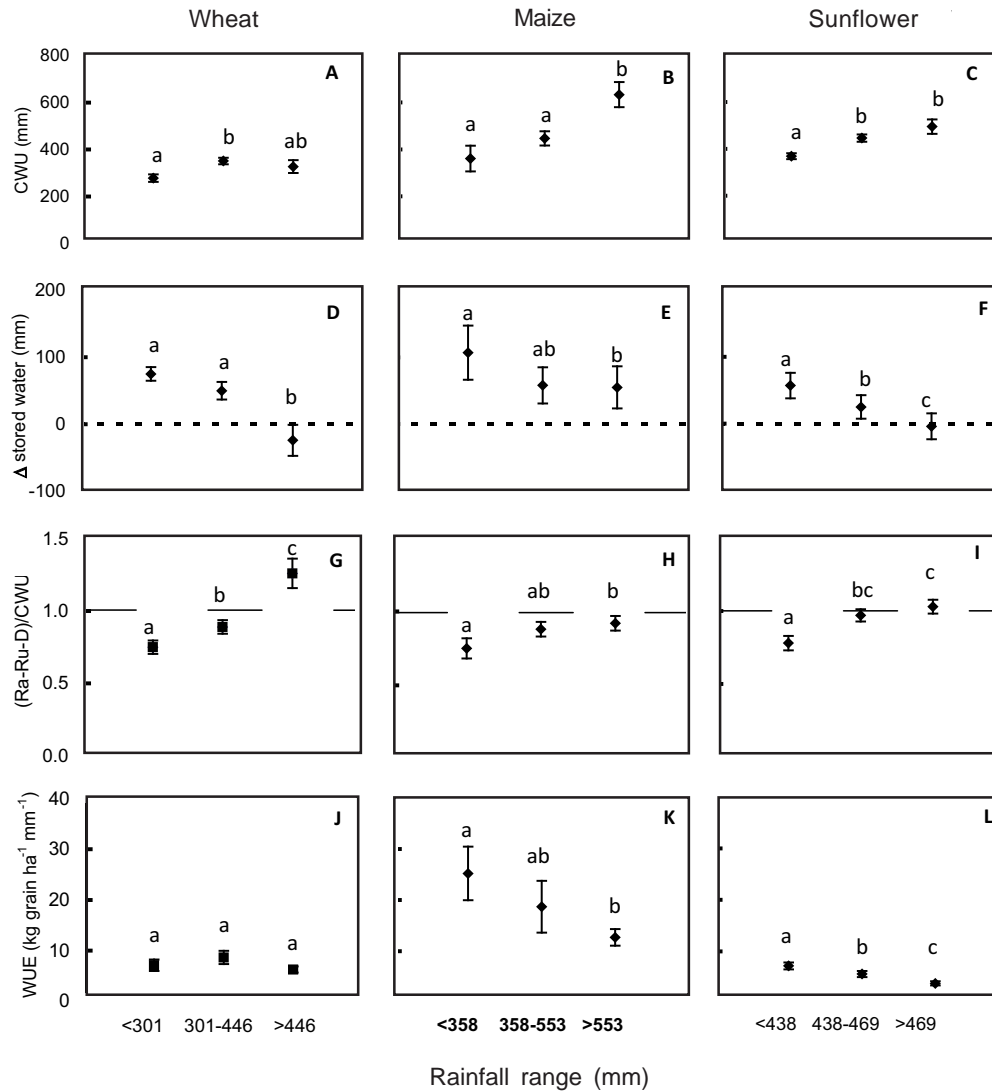 Wheat Maize Sunflower
800 A B C
b
600
b b
b a
a ab a
400
a
CWU (mm)
200
0
200 D E F
a
a a ab b a
100 b
b c
0
Δ stored water (mm)
-100
1.5 G H I
c
b ab b bc c
1.0
a a a
0.5
(Ra-Ru-D)/CWU
0.0
40 J K L
a
30
ab
20
b
a a a a b c
10
WUE (kg grain ha⁻¹ mm⁻¹)
0
<301 301-446 >446 <358 358-553 >553 <438 438-469 >469
Rainfall range (mm)